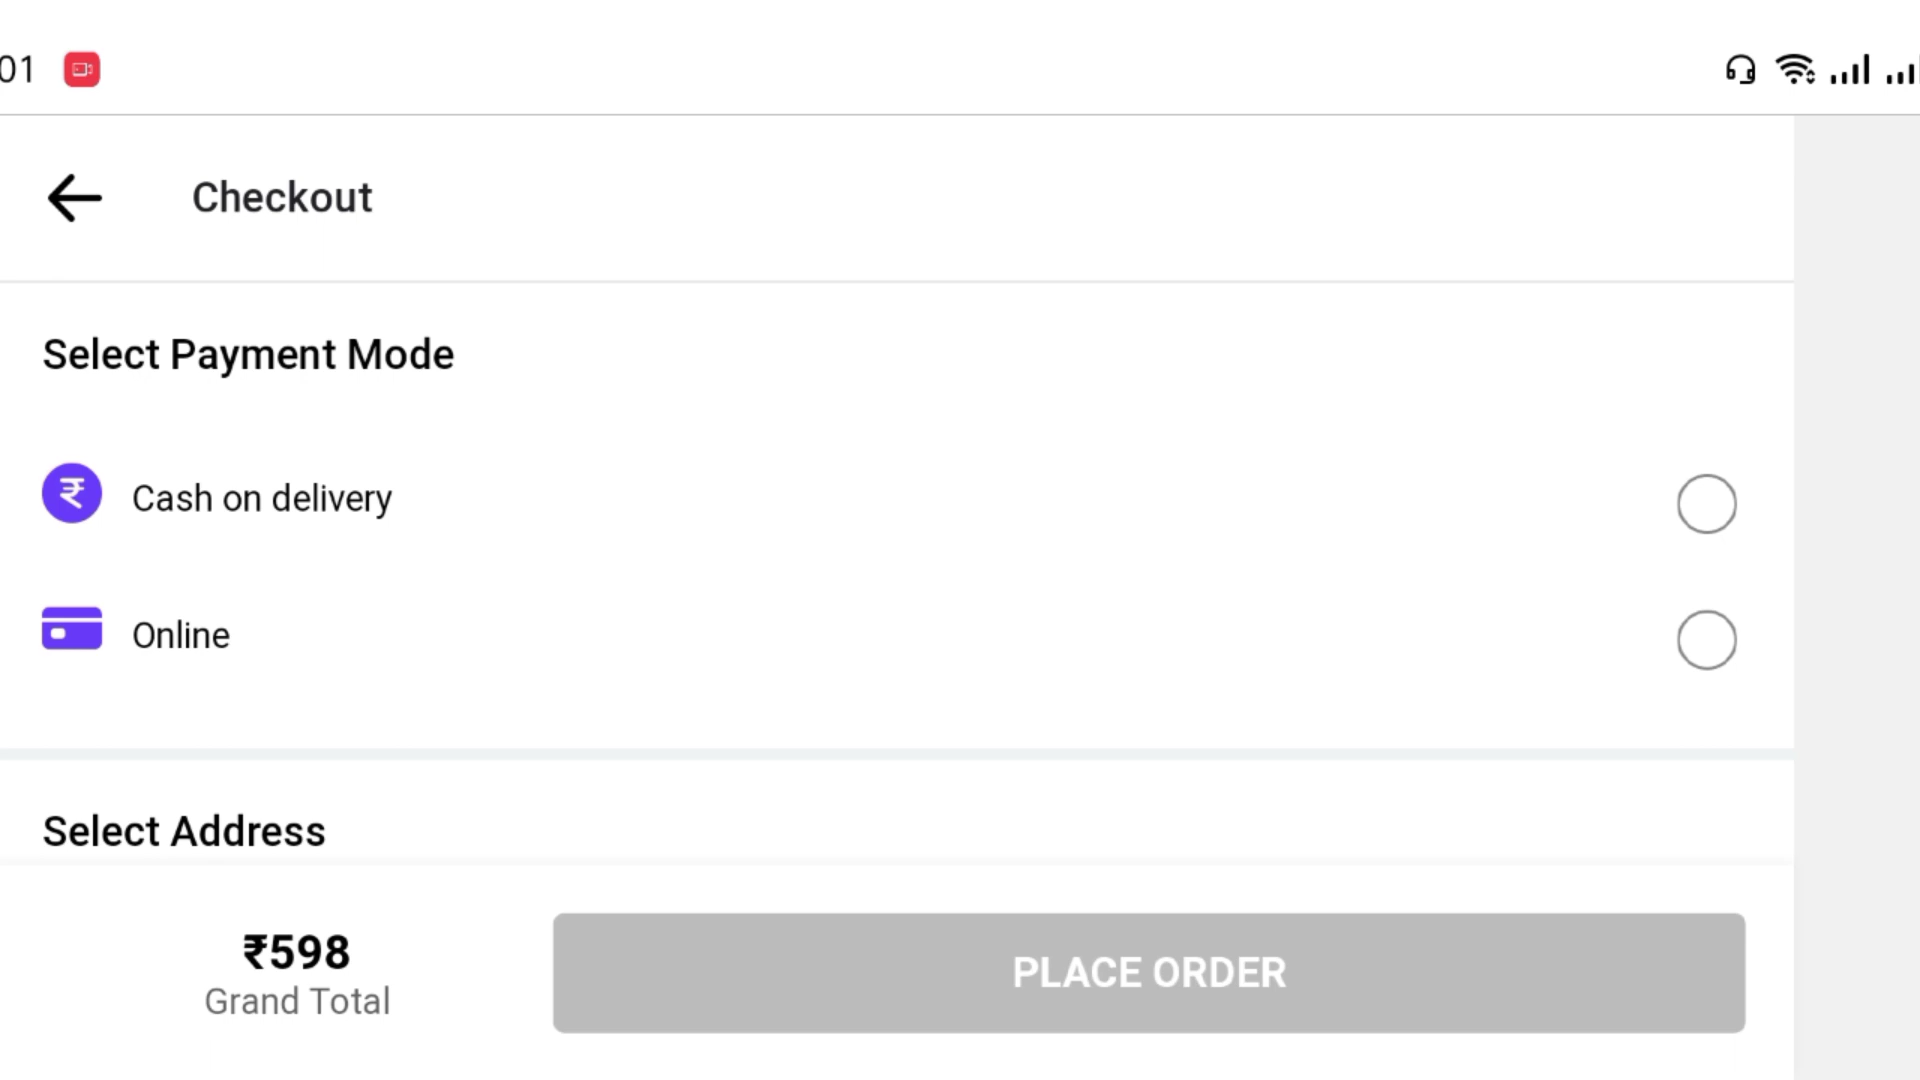 01
Checkout
Select Payment Mode
₹ Cash on delivery
Online
Select Address
₹598
Grand Total
PLACE ORDER